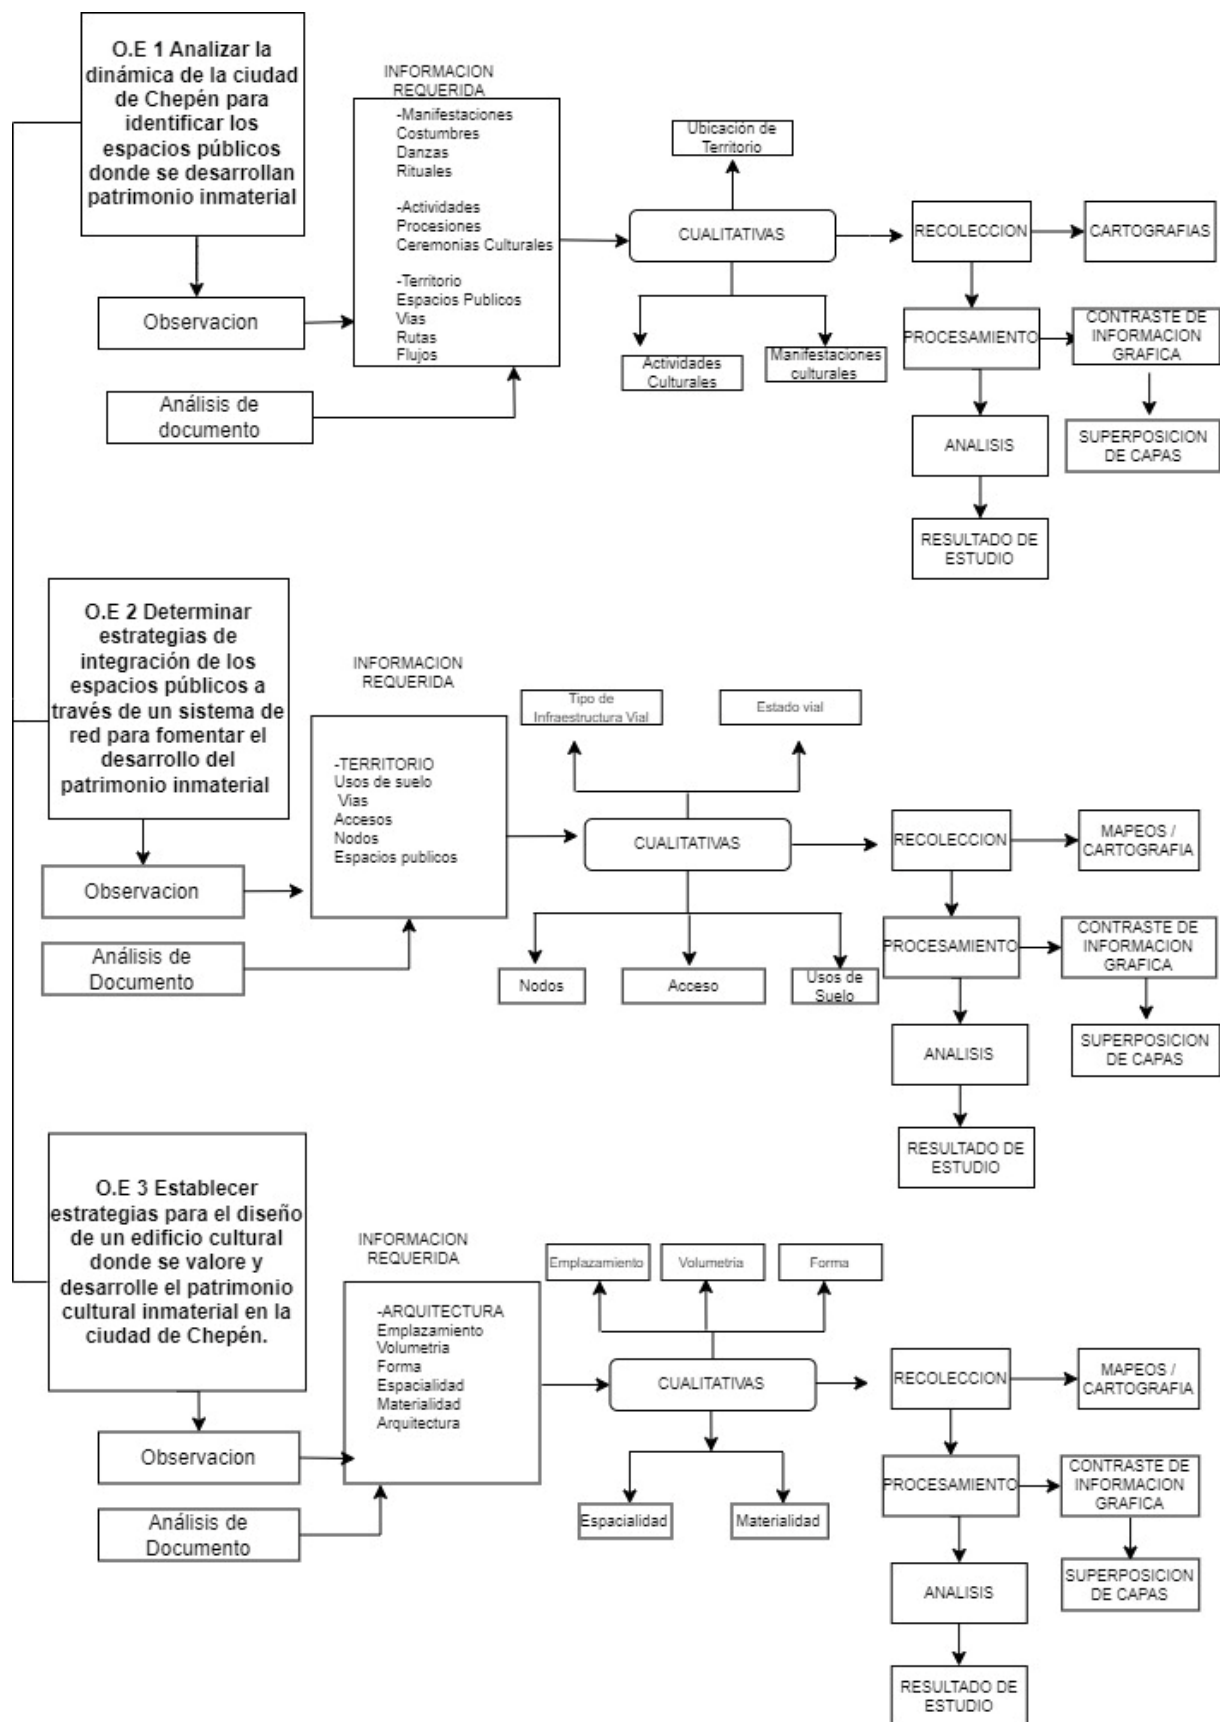 O.E 1 Analizar la
dinámica de la ciudad
de Chepén para
identificar los
espacios públicos
donde se desarrollan
patrimonio inmaterial
Observacion
Análisis de
documento
INFORMACION
REQUERIDA
-Manifestaciones
Costumbres
Danzas
Rituales
-Actividades
Procesiones
Ceremonias Culturales
-Territorio
Espacios Publicos
Vias
Rutas
Flujos
Ubicación de
Territorio
CUALITATIVAS
Actividades
Culturales
Manifestaciones
culturales
RECOLECCION
CARTOGRAFIAS
PROCESAMIENTO
CONTRASTE DE
INFORMACION
GRAFICA
ANALISIS
SUPERPOSICION
DE CAPAS
RESULTADO DE
ESTUDIO
O.E 2 Determinar
estrategias de
integración de los
espacios públicos a
través de un sistema de
red para fomentar el
desarrollo del
patrimonio inmaterial
Observacion
Análisis de
Documento
INFORMACION
REQUERIDA
-TERRITORIO
Usos de suelo
Vias
Accesos
Nodos
Espacios publicos
Tipo de
Infraestructura Vial
Estado vial
CUALITATIVAS
Nodos
Acceso
Usos de
Suelo
RECOLECCION
MAPEOS /
CARTOGRAFIA
PROCESAMIENTO
CONTRASTE DE
INFORMACION
GRAFICA
ANALISIS
SUPERPOSICION
DE CAPAS
RESULTADO DE
ESTUDIO
O.E 3 Establecer
estrategias para el diseño
de un edificio cultural
donde se valore y
desarrolle el patrimonio
cultural inmaterial en la
ciudad de Chepén.
Observacion
Análisis de
Documento
INFORMACION
REQUERIDA
-ARQUITECTURA
Emplazamiento
Volumetria
Forma
Espacialidad
Materialidad
Arquitectura
Emplazamiento
Volumetria
Forma
CUALITATIVAS
Espacialidad
Materialidad
RECOLECCION
MAPEOS /
CARTOGRAFIA
PROCESAMIENTO
CONTRASTE DE
INFORMACION
GRAFICA
ANALISIS
SUPERPOSICION
DE CAPAS
RESULTADO DE
ESTUDIO